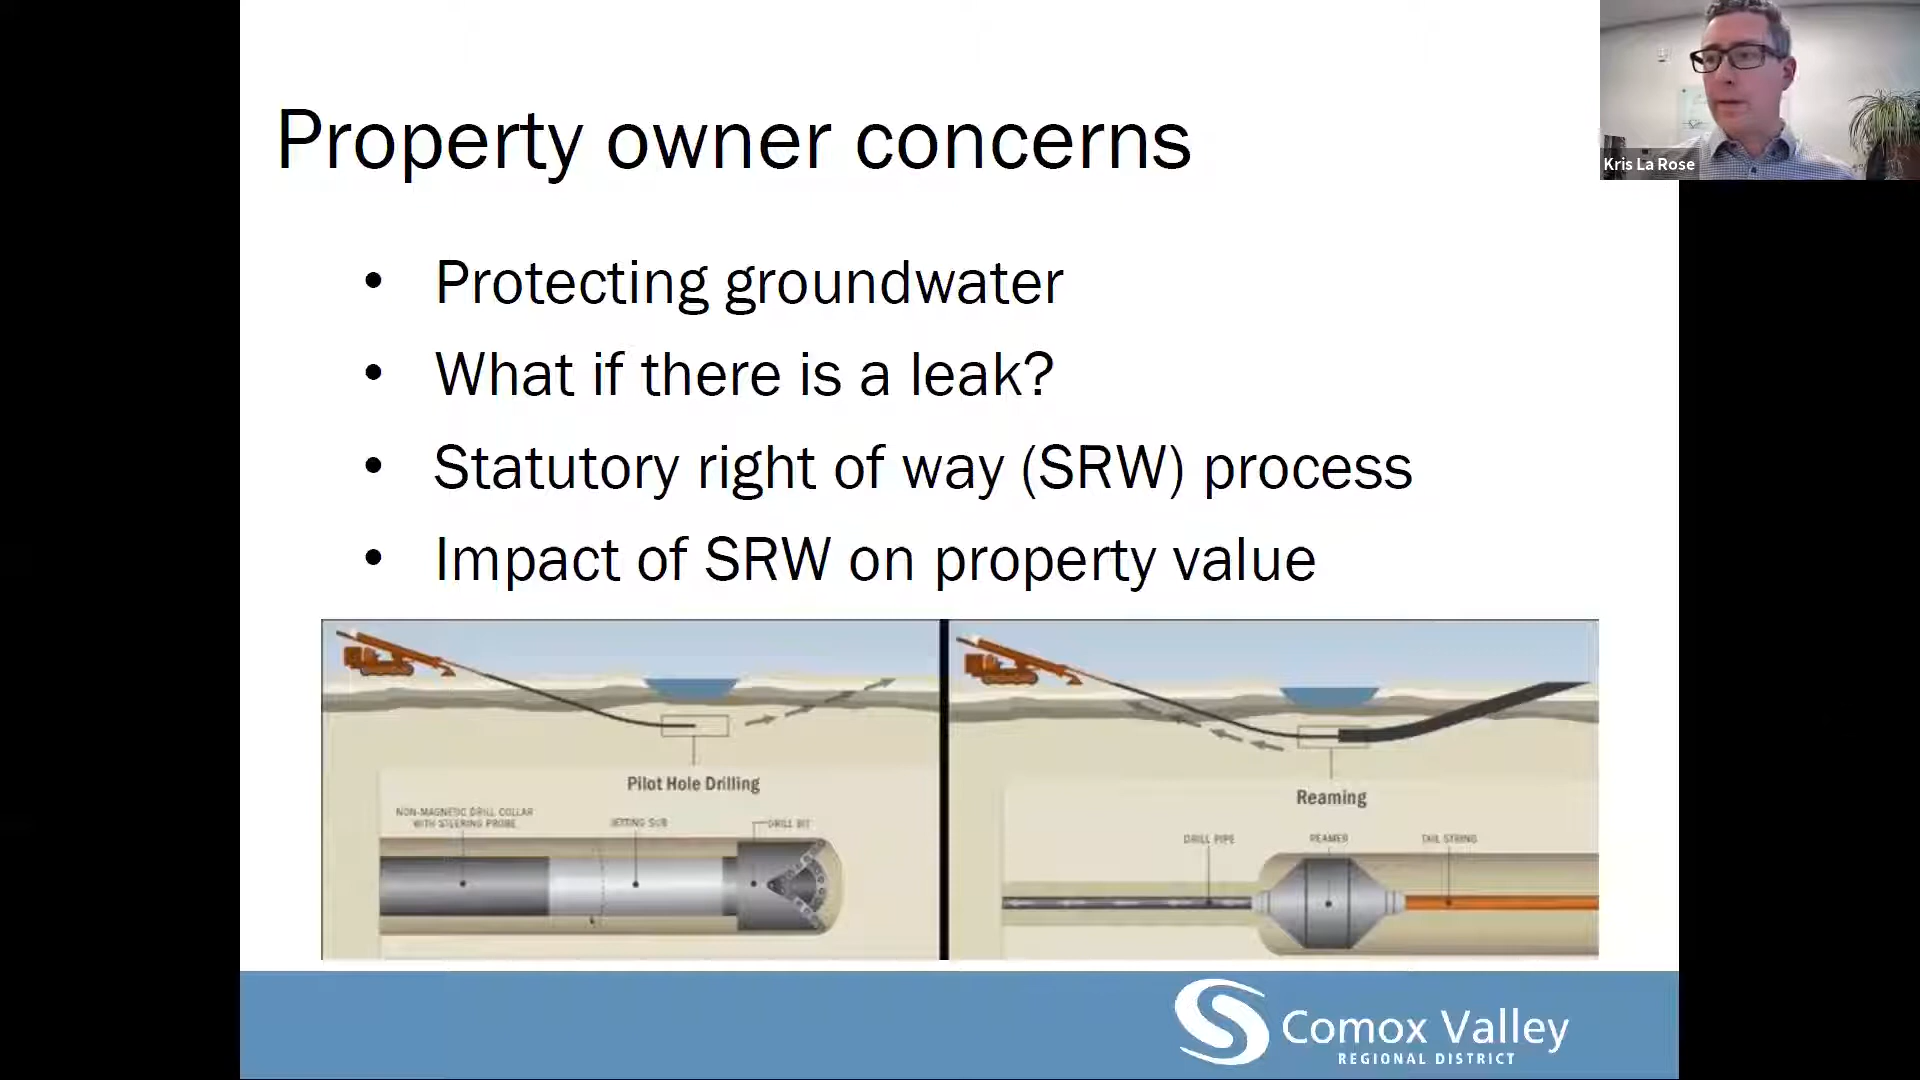 Property owner concerns
Kris La Rose
• Protecting groundwater
• What if there is a leak?
• Statutory right of way (SRW) process
• Impact of SRW on property value
Pilot Hole Drilling
NON-MAGNETIC DRILL COLLAR
WITH STEERING PROBE
JETTING SUB
DRILL BIT
Reaming
DRILL PIPE
REAMER
TAIL STRING
Comox Valley
REGIONAL DISTRICT